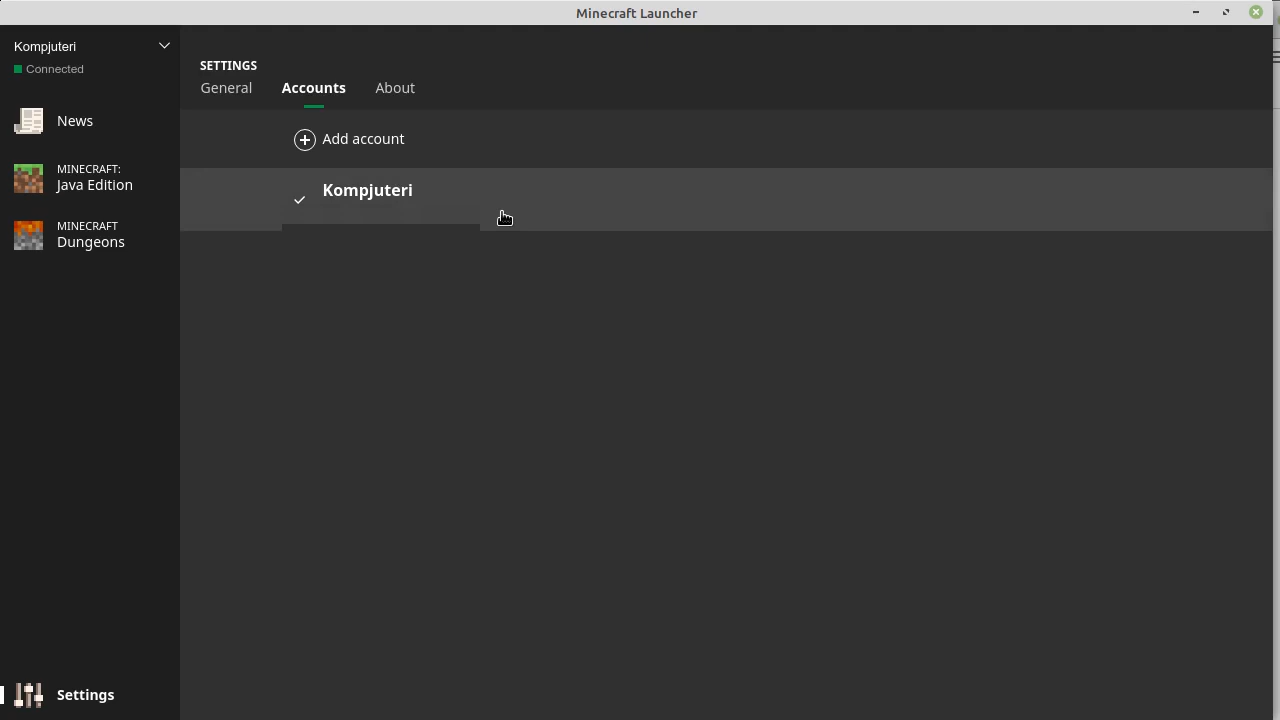 Minecraft Launcher
Kompjuteri
Connected
News
MINECRAFT:
Java Edition
MINECRAFT
Dungeons
Settings
SETTINGS
General Accounts About
Add account
Kompjuteri